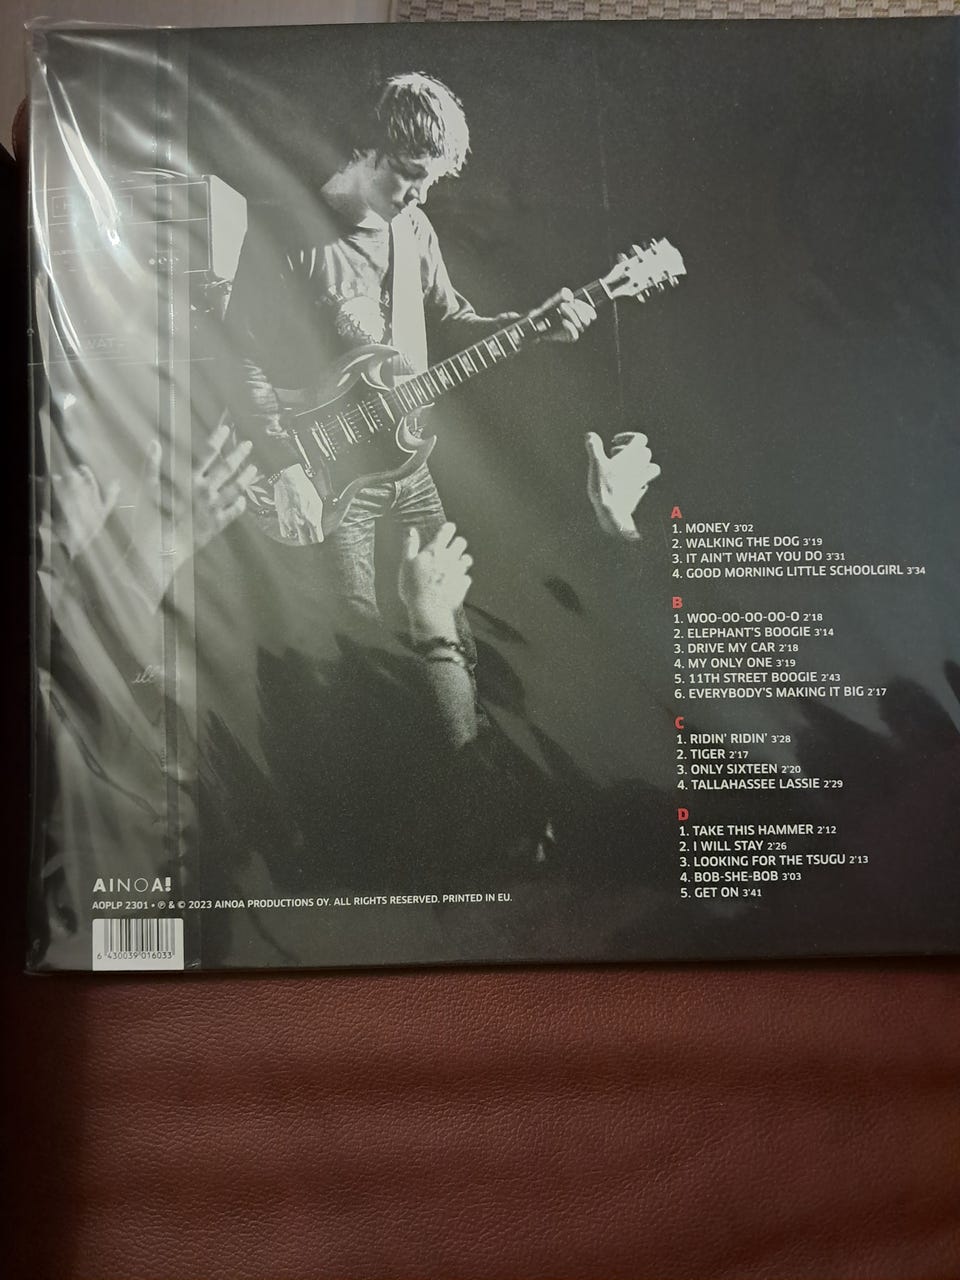 A
1. MONEY 3'02
2. WALKING THE DOG 3'19
3. IT AIN'T WHAT YOU DO 3'31
4. GOOD MORNING LITTLE SCHOOLGIRL 3'34
B
1. WOO-OO-OO-OO-O 2'18
2. ELEPHANT'S BOOGIE 3'14
3. DRIVE MY CAR 2'18
4. MY ONLY ONE 3'19
5. 11TH STREET BOOGIE 2'43
6. EVERYBODY'S MAKING IT BIG 2'17
C
1. RIDIN' RIDIN' 3'28
2. TIGER 2'17
3. ONLY SIXTEEN 2'20
4. TALLAHASSEE LASSIE 2'29
D
1. TAKE THIS HAMMER 2'12
2. I WILL STAY 2'26
3. LOOKING FOR THE TSUGU 2'13
4. BOB-SHE-BOB 3'03
5. GET ON 3'41
AINOA!
AOPLP 2301 • ℗ & © 2023 AINOA PRODUCTIONS OY. ALL RIGHTS RESERVED. PRINTED IN EU.
6 430039 016033